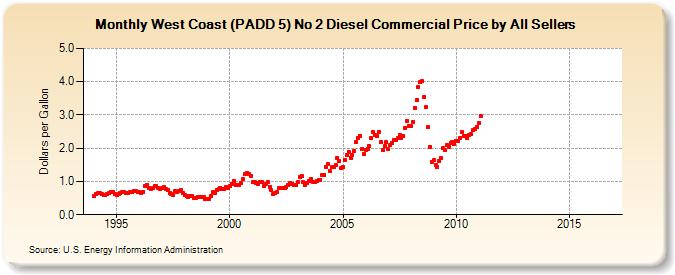 Monthly West Coast (PADD 5) No 2 Diesel Commercial Price by All Sellers
Dollars per Gallon
5.0
4.0
3.0
2.0
1.0
0.0
1995 2000 2005 2010 2015
Source: U.S. Energy Information Administration